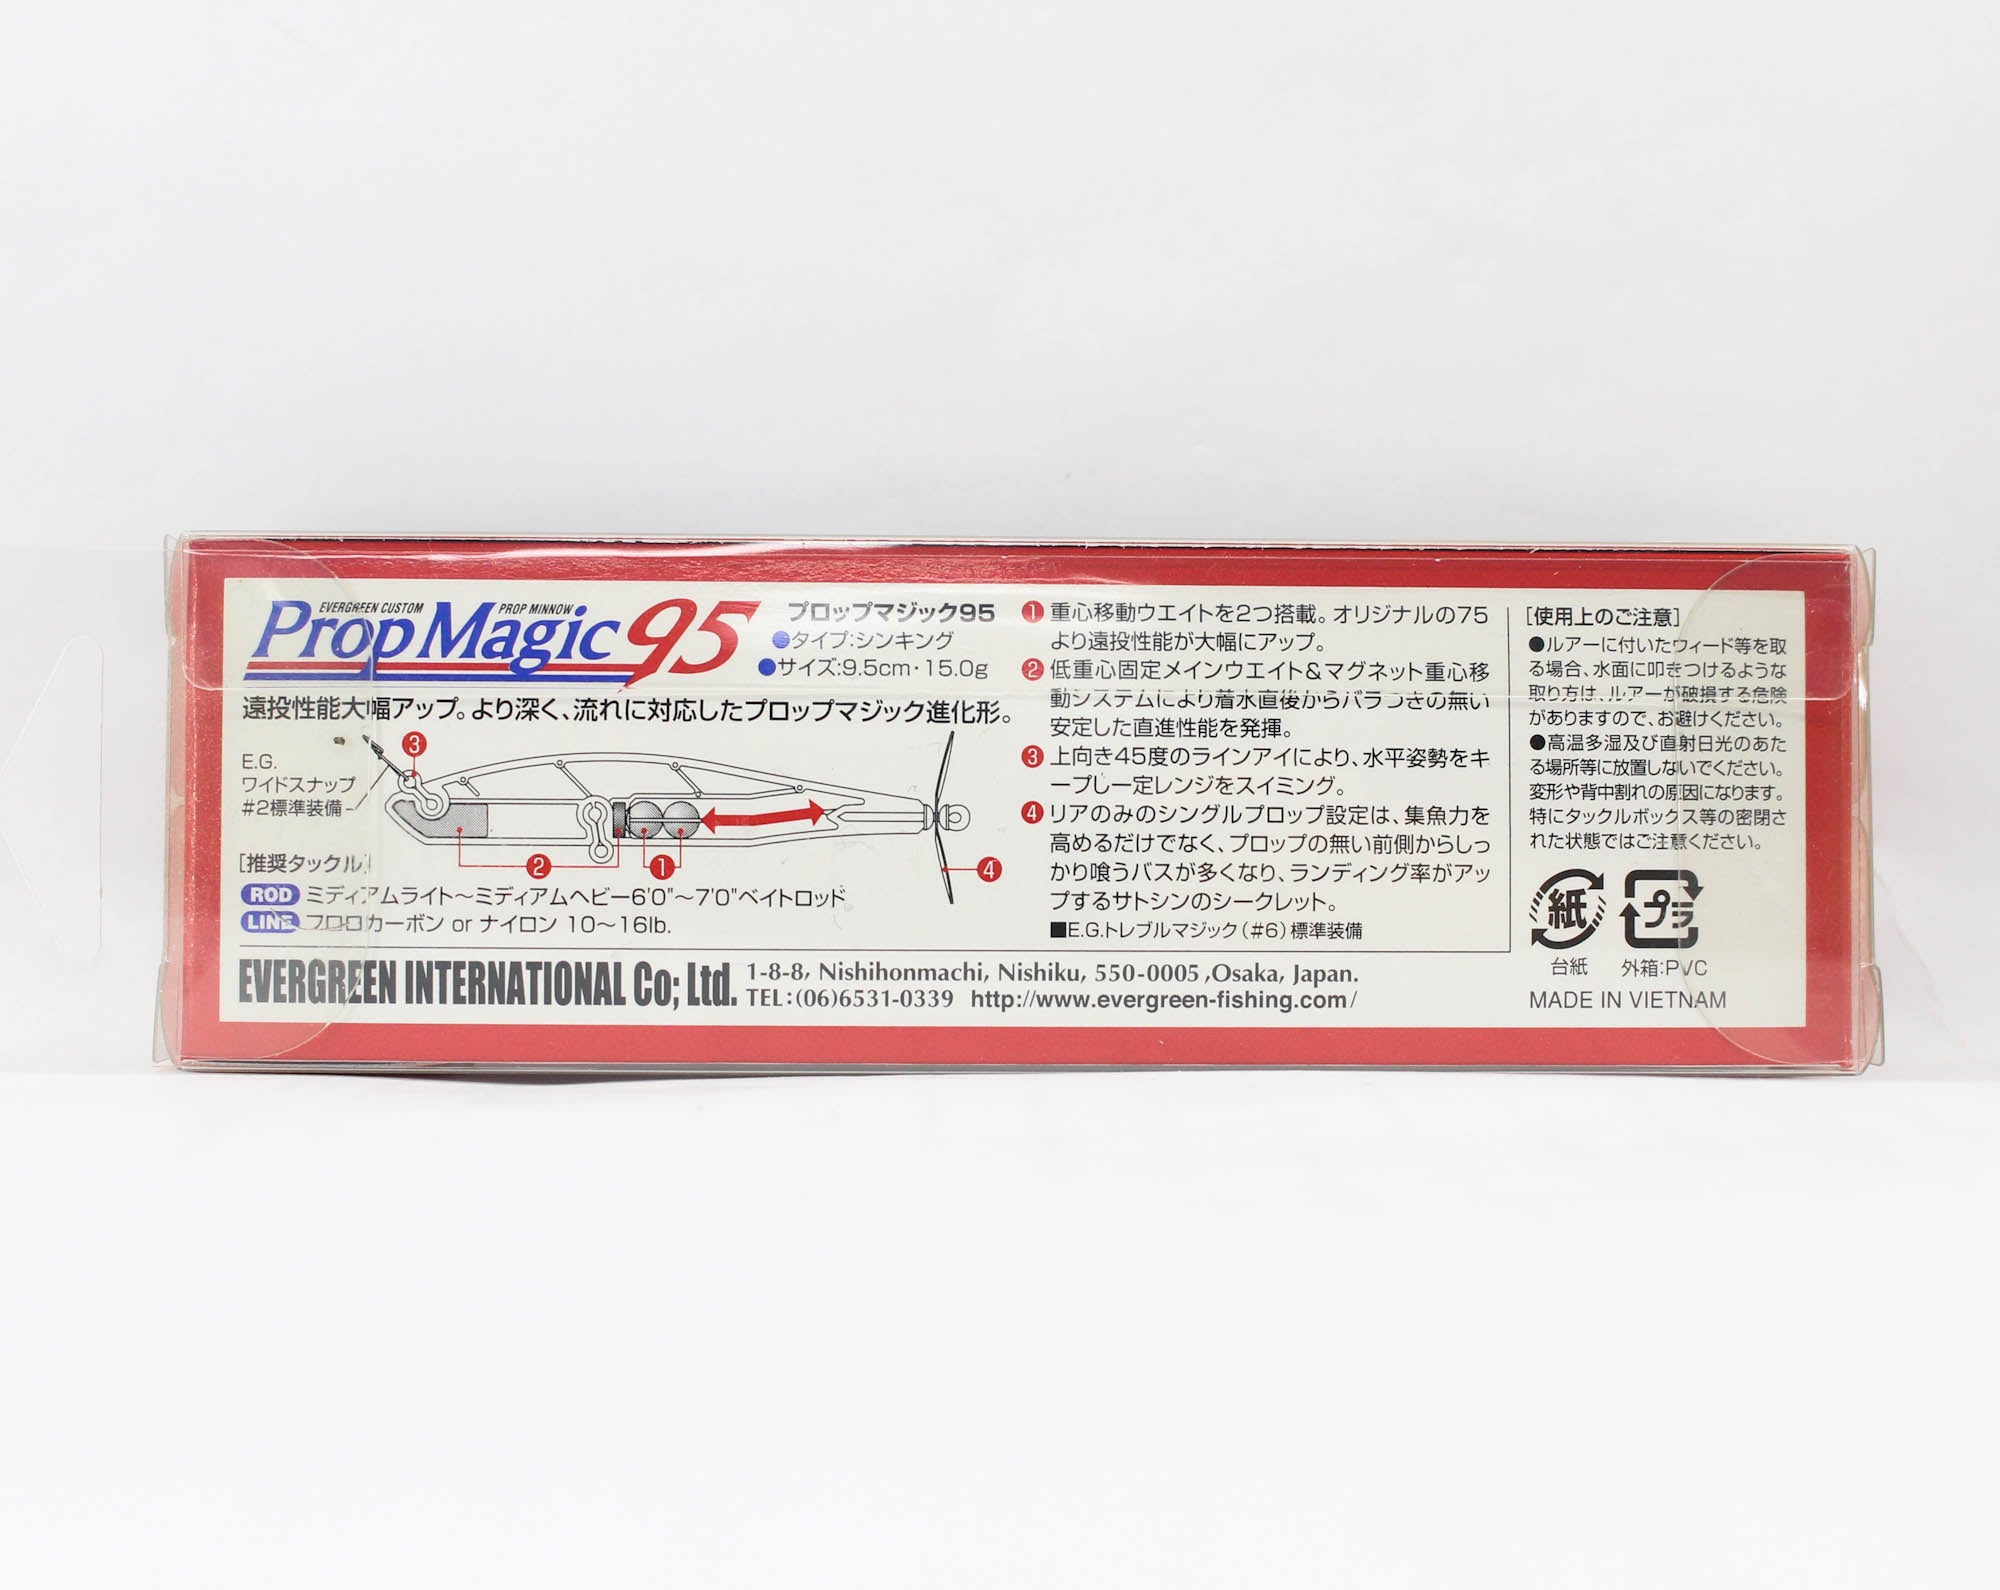 EVERGREEN CUSTOM PROP MINNOW
Prop Magic 95
プロップマジック95
●タイプ:シンキング
●サイズ:9.5cm・15.0g
遠投性能大幅アップ。より深く、流れに対応したプロップマジック進化形。
3
E.G.
ワイドスナップ
#2標準装備
2
1
4
[推奨タックル]
ROD ミディアムライト～ミディアムヘビー6'0"～7'0"ベイトロッド
LINE フロロカーボン or ナイロン 10～16lb.
1 重心移動ウエイトを2つ搭載。オリジナルの75
より遠投性能が大幅にアップ。
2 低重心固定メインウエイト&マグネット重心移
動システムにより着水直後からバラつきの無い
安定した直進性能を発揮。
3 上向き45度のラインアイにより、水平姿勢をキ
ープし一定レンジをスイミング。
4 リアのみのシングルプロップ設定は、集魚力を
高めるだけでなく、プロップの無い前側からしっ
かり喰うバスが多くなり、ランディング率がアッ
プするサトシンのシークレット。
■E.G.トレブルマジック(#6)標準装備
[使用上のご注意]
●ルアーに付いたウィード等を取
る場合、水面に叩きつけるような
取り方は、ルアーが破損する危険
がありますので、お避けください。
●高温多湿及び直射日光のあた
る場所等に放置しないでください。
変形や背中割れの原因になります。
特にタックルボックス等の密閉さ
れた状態ではご注意ください。
紙 プラ
台紙 外箱:PVC
MADE IN VIETNAM
EVERGREEN INTERNATIONAL Co; Ltd. 1-8-8, Nishihonmachi, Nishiku, 550-0005 ,Osaka, Japan.
TEL:(06)6531-0339 http://www.evergreen-fishing.com/